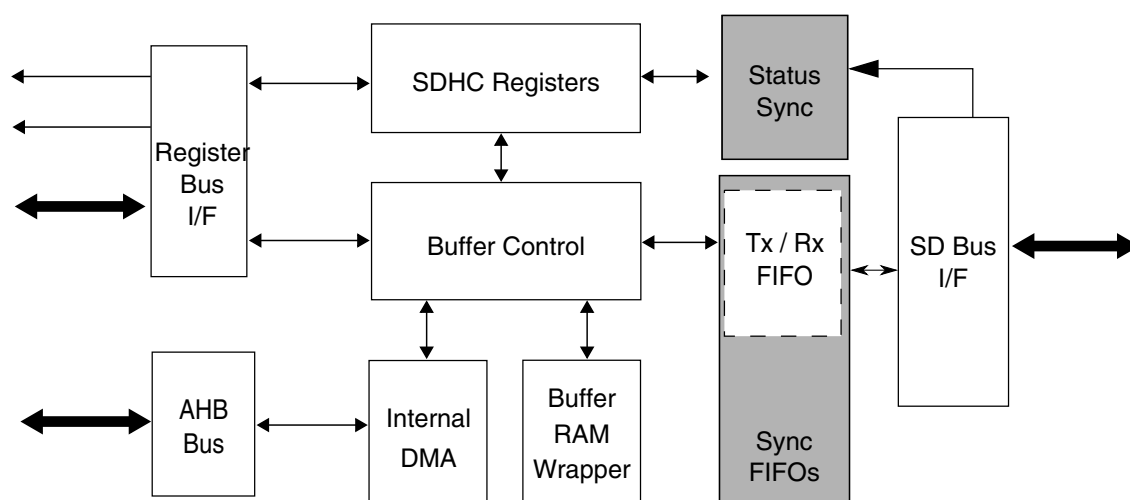 SDHC Registers
Status
Sync
Register
Bus
I/F
Buffer Control
Tx / Rx
FIFO
SD Bus
I/F
AHB
Bus
Internal
DMA
Buffer
RAM
Wrapper
Sync
FIFOs